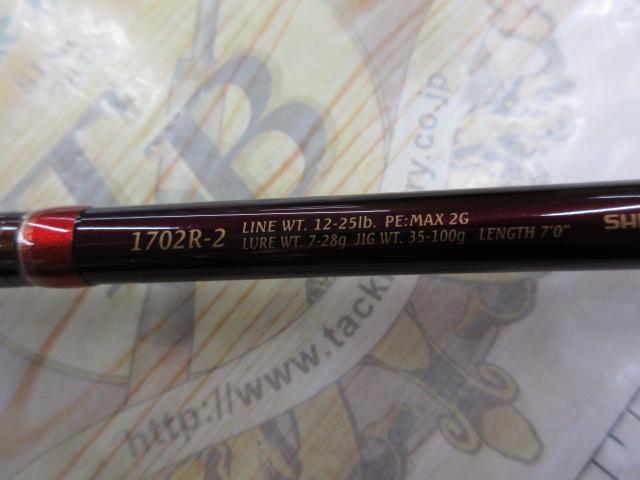 1702R-2
LINE WT. 12-25lb. PE:MAX 2G
LURE WT. 7-28g JIG WT. 35-100g LENGTH 7'0"
TB
http://www.tack
ry.co.jp